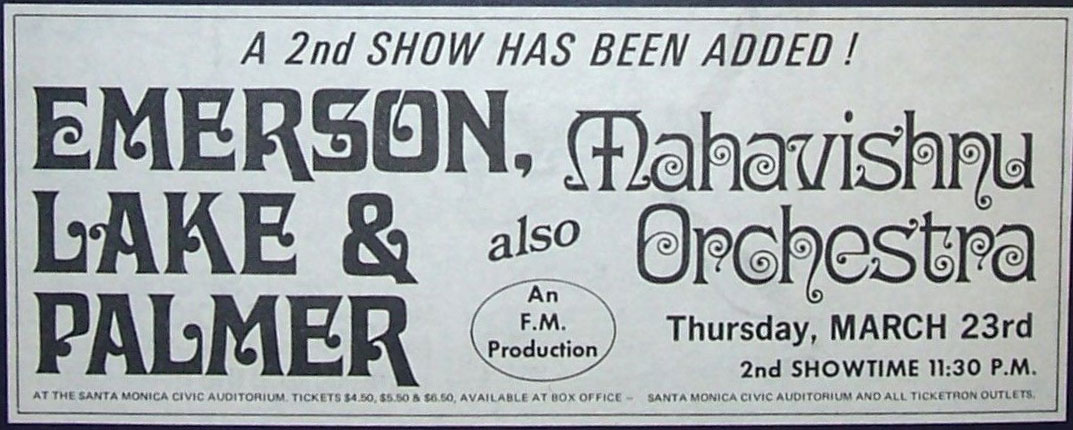 A 2nd SHOW HAS BEEN ADDED !
EMERSON,
LAKE &
PALMER
also
Mahavishnu
Orchestra
An
F.M.
Production
Thursday, MARCH 23rd
2nd SHOWTIME 11:30 P.M.
AT THE SANTA MONICA CIVIC AUDITORIUM. TICKETS $4.50, $5.50 & $6.50, AVAILABLE AT BOX OFFICE – SANTA MONICA CIVIC AUDITORIUM AND ALL TICKETRON OUTLETS.